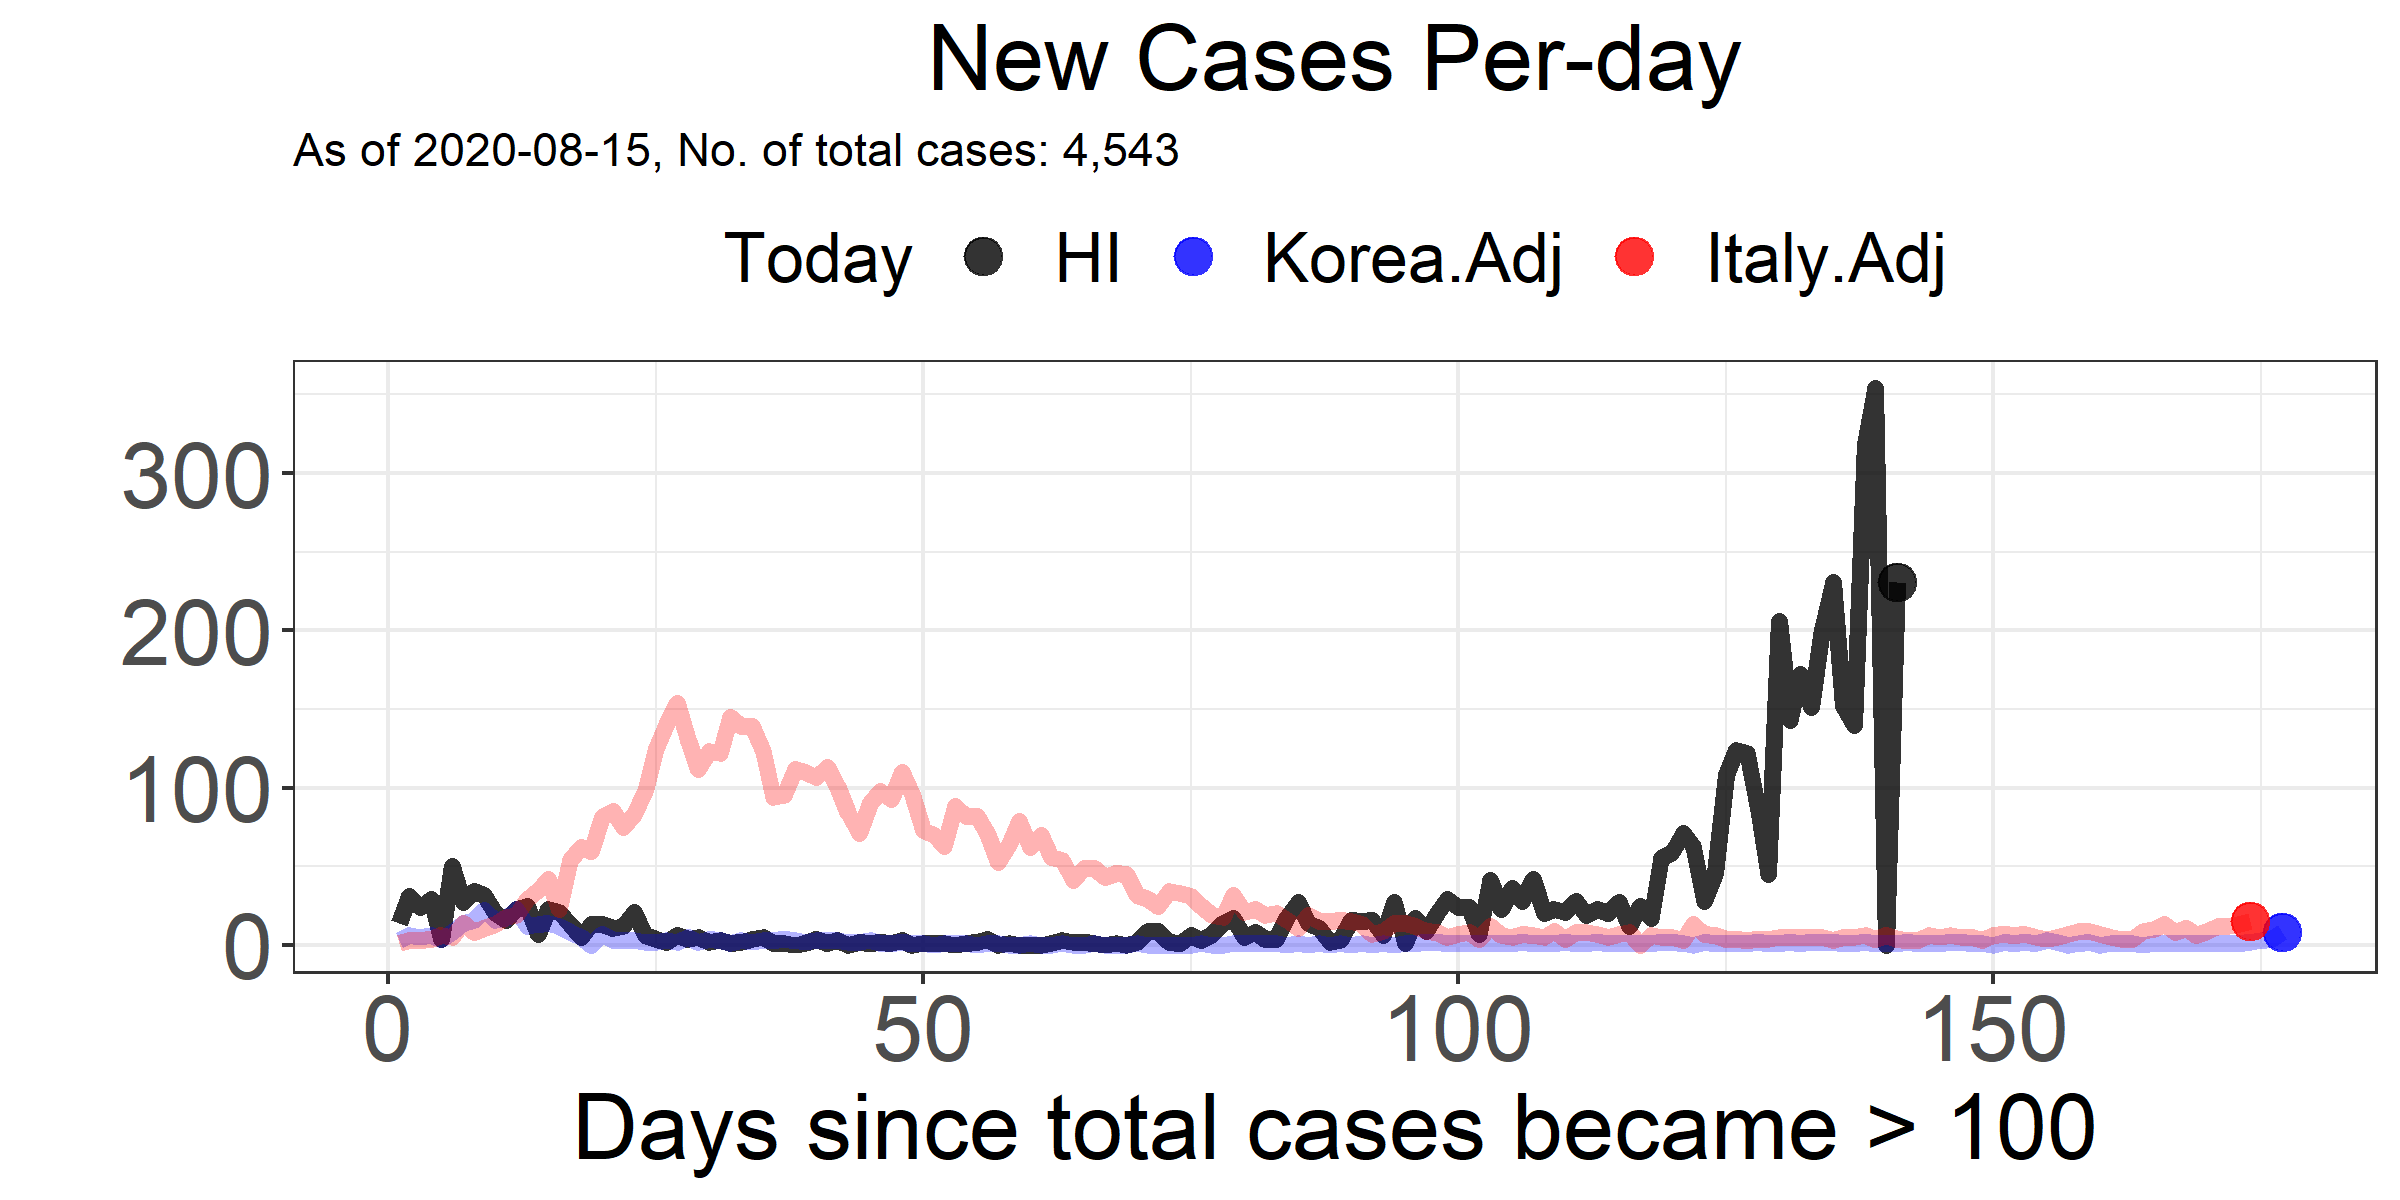 New Cases Per-day
As of 2020-08-15, No. of total cases: 4,543
Today HI Korea.Adj Italy.Adj
300
200
100
0
0 50 100 150
Days since total cases became > 100